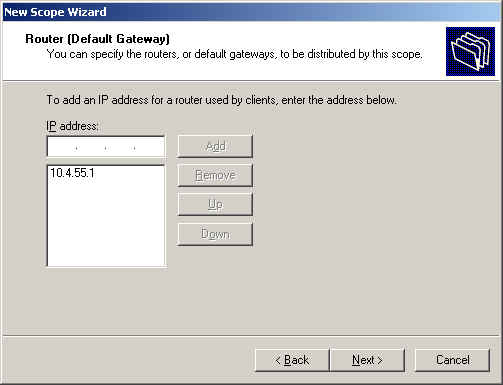 New Scope Wizard
Router (Default Gateway)
You can specify the routers, or default gateways, to be distributed by this scope.
To add an IP address for a router used by clients, enter the address below.
IP address:
. . .
Add
10.4.55.1
Remove
Up
Down
< Back
Next >
Cancel